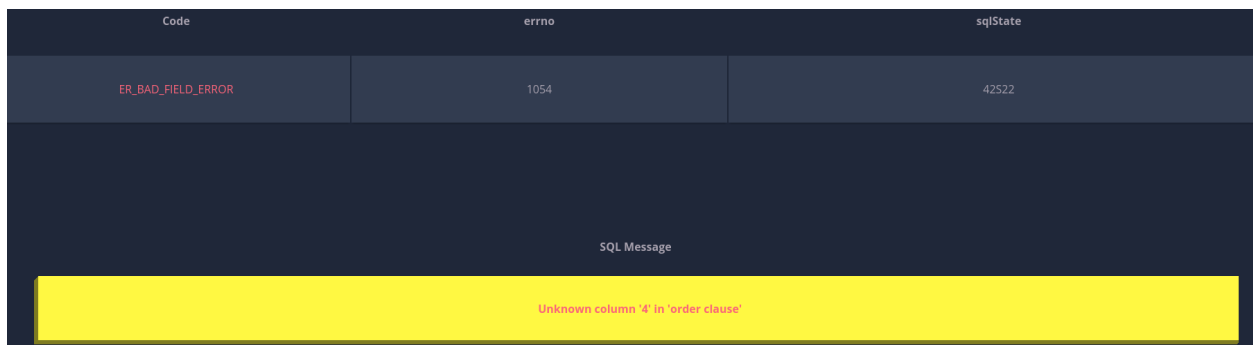 Code errno sqlState
ER_BAD_FIELD_ERROR 1054 42S22
SQL Message
Unknown column '4' in 'order clause'